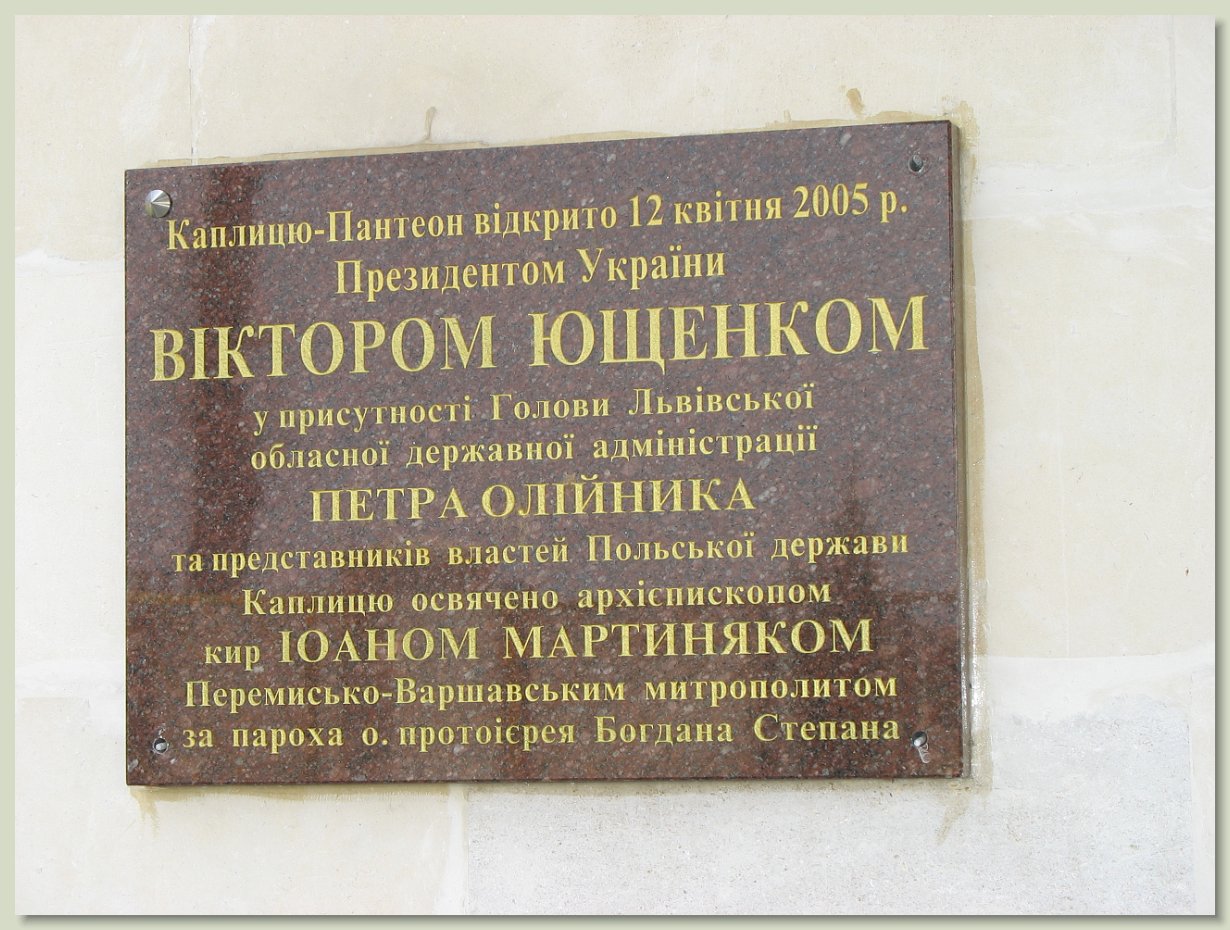 Каплицю-Пантеон відкрито 12 квітня 2005 р.
Президентом України
ВІКТОРОМ ЮЩЕНКОМ
у присутності Голови Львівської
обласної державної адміністрації
ПЕТРА ОЛІЙНИКА
та представників властей Польської держави
Каплицю освячено архієпископом
кир ІОАНОМ МАРТИНЯКОМ
Перемисько-Варшавським митрополитом
за пароха о. протоієрея Богдана Степана